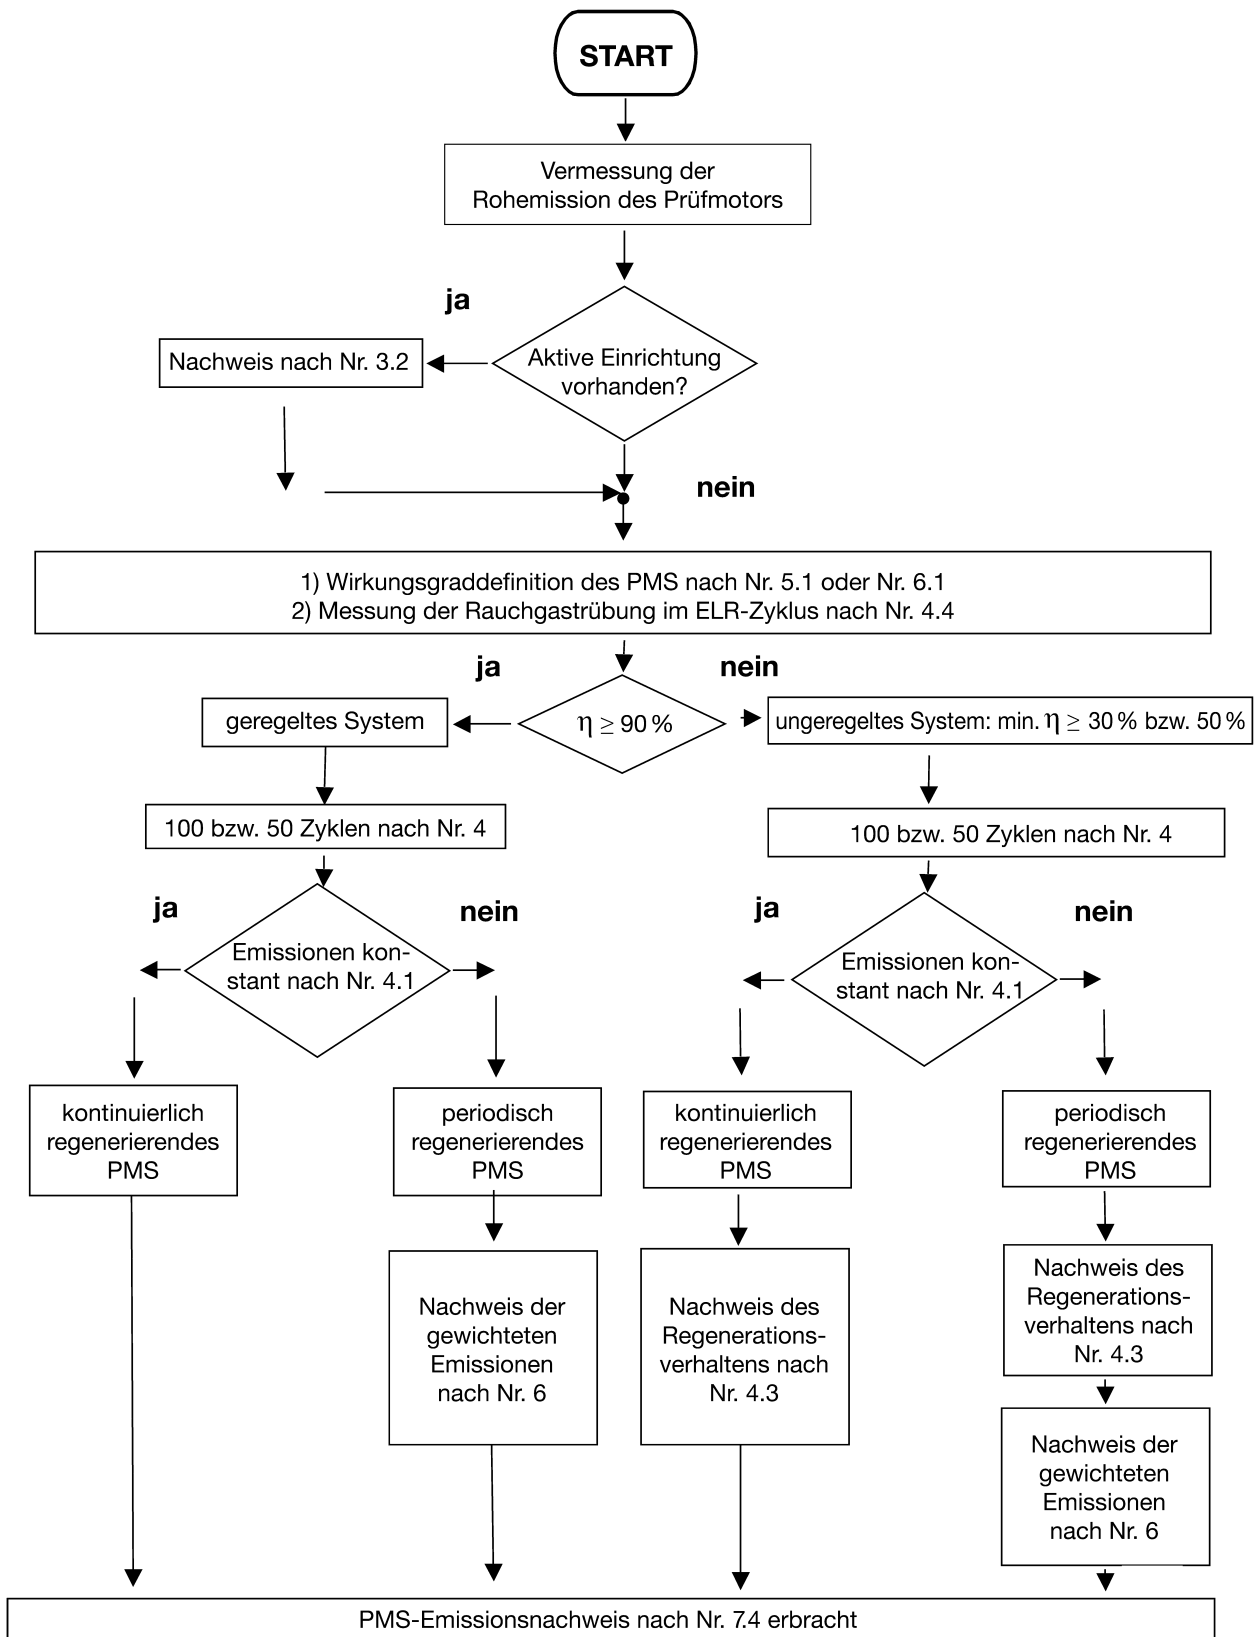 START
Vermessung der
Rohemission des Prüfmotors
ja
Nachweis nach Nr. 3.2
Aktive Einrichtung
vorhanden?
nein
1) Wirkungsgraddefinition des PMS nach Nr. 5.1 oder Nr. 6.1
2) Messung der Rauchgastrübung im ELR-Zyklus nach Nr. 4.4
ja
nein
geregeltes System
η ≥ 90 %
ungeregeltes System: min. η ≥ 30 % bzw. 50 %
100 bzw. 50 Zyklen nach Nr. 4
100 bzw. 50 Zyklen nach Nr. 4
ja
nein
Emissionen kon-
stant nach Nr. 4.1
ja
nein
Emissionen kon-
stant nach Nr. 4.1
kontinuierlich
regenerierendes
PMS
periodisch
regenerierendes
PMS
kontinuierlich
regenerierendes
PMS
periodisch
regenerierendes
PMS
Nachweis der
gewichteten
Emissionen
nach Nr. 6
Nachweis des
Regenerations-
verhaltens nach
Nr. 4.3
Nachweis des
Regenerations-
verhaltens nach
Nr. 4.3
Nachweis der
gewichteten
Emissionen
nach Nr. 6
PMS-Emissionsnachweis nach Nr. 7.4 erbracht